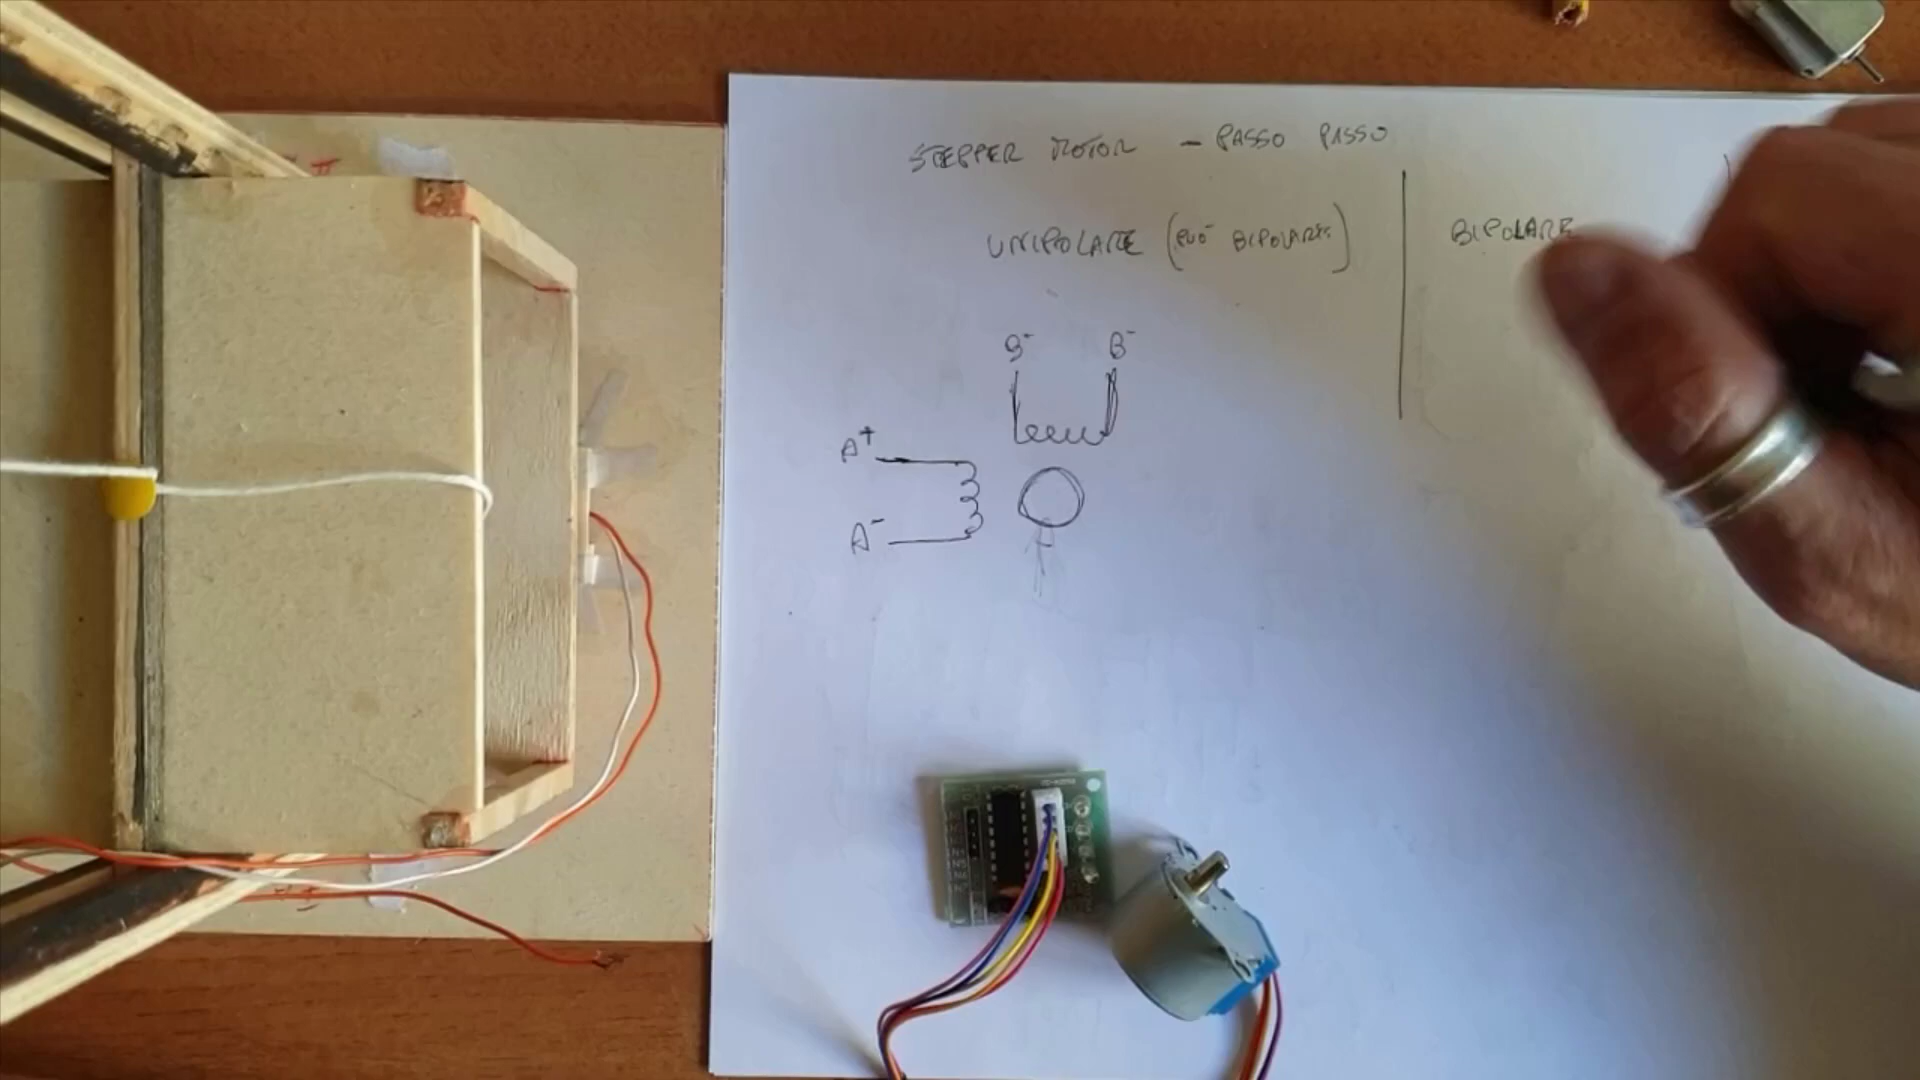 STEPPER MOTOR - PASSO PASSO
UNIPOLARE (PUÒ BIPOLARE)
BIPOLARE
B- B-
A+
A-